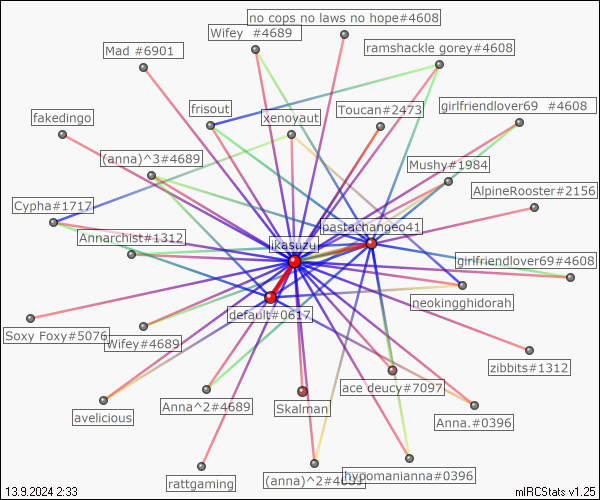 no cops no laws no hope#4608
Wifey #4689
ramshackle gorey#4608
Mad #6901
girlfriendlover69 #4608
frisout
Toucan#2473
fakedingo
xenoyaut
(anna)^3#4689
Mushy#1984
AlpineRooster#2156
Cypha#1717
pastachangeo41
Annarchist#1312
ikasuzu
girlfriendlover69#4608
neokingghidorah
default#0617
Soxy Foxy#5076
Wifey#4689
zibbits#1312
ace deucy#7097
Anna^2#4689
Skalman
avelicious
Anna.#0396
(anna)^2#4689
hypomanianna#0396
rattgaming
13.9.2024 2:33
mIRCStats v1.25